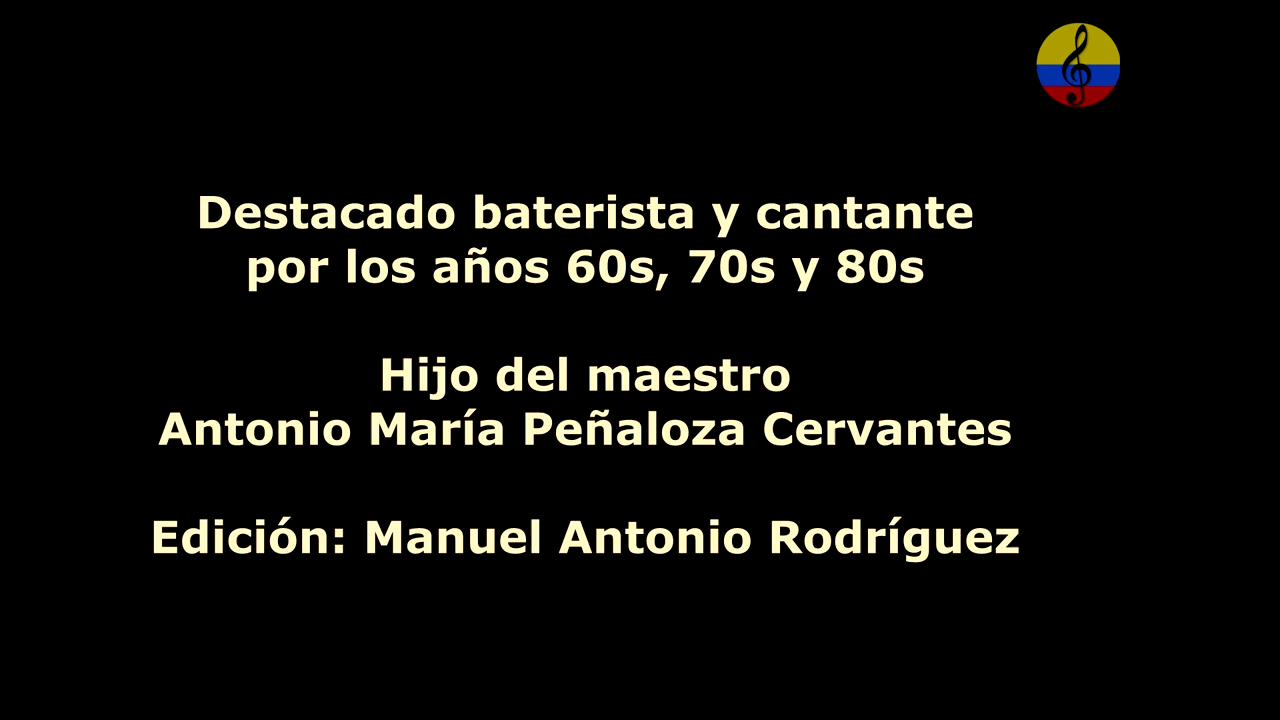 Destacado baterista y cantante
por los años 60s, 70s y 80s
Hijo del maestro
Antonio María Peñaloza Cervantes
Edición: Manuel Antonio Rodríguez